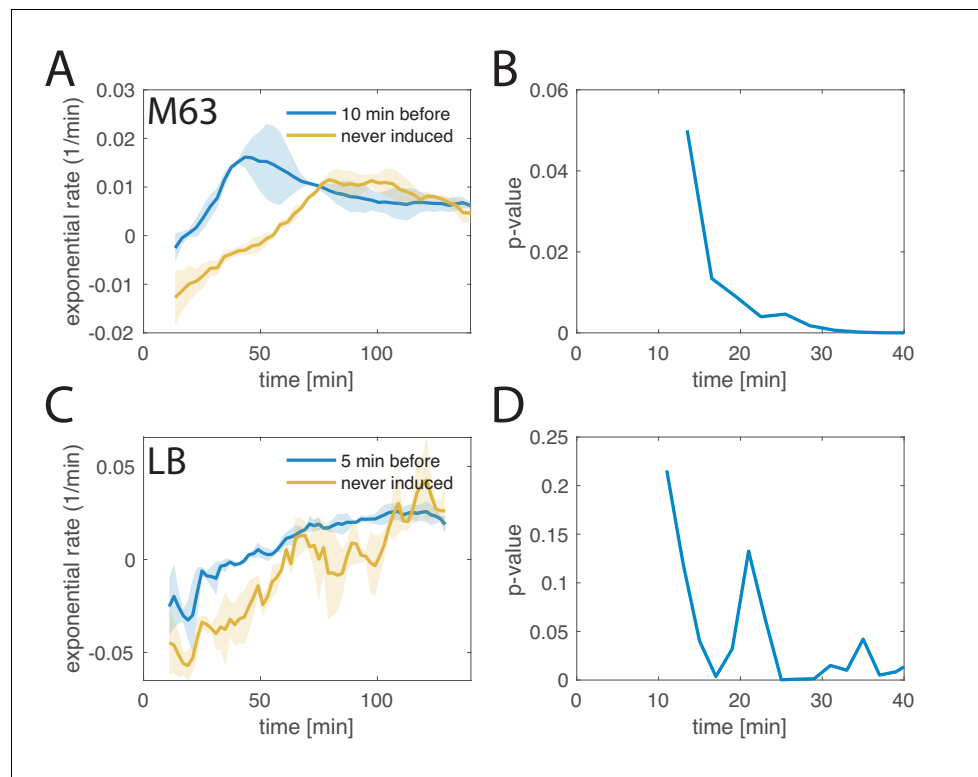 A
M63
10 min before
never induced
0.03
0.02
0.01
0
-0.01
-0.02
exponential rate (1/min)
0
50
100
time [min]
B
0.06
0.04
0.02
0
p-value
0
10
20
30
40
time [min]
C
LB
5 min before
never induced
0.05
0
-0.05
exponential rate (1/min)
0
50
100
time [min]
D
0.25
0.2
0.15
0.1
0.05
0
p-value
0
10
20
30
40
time [min]